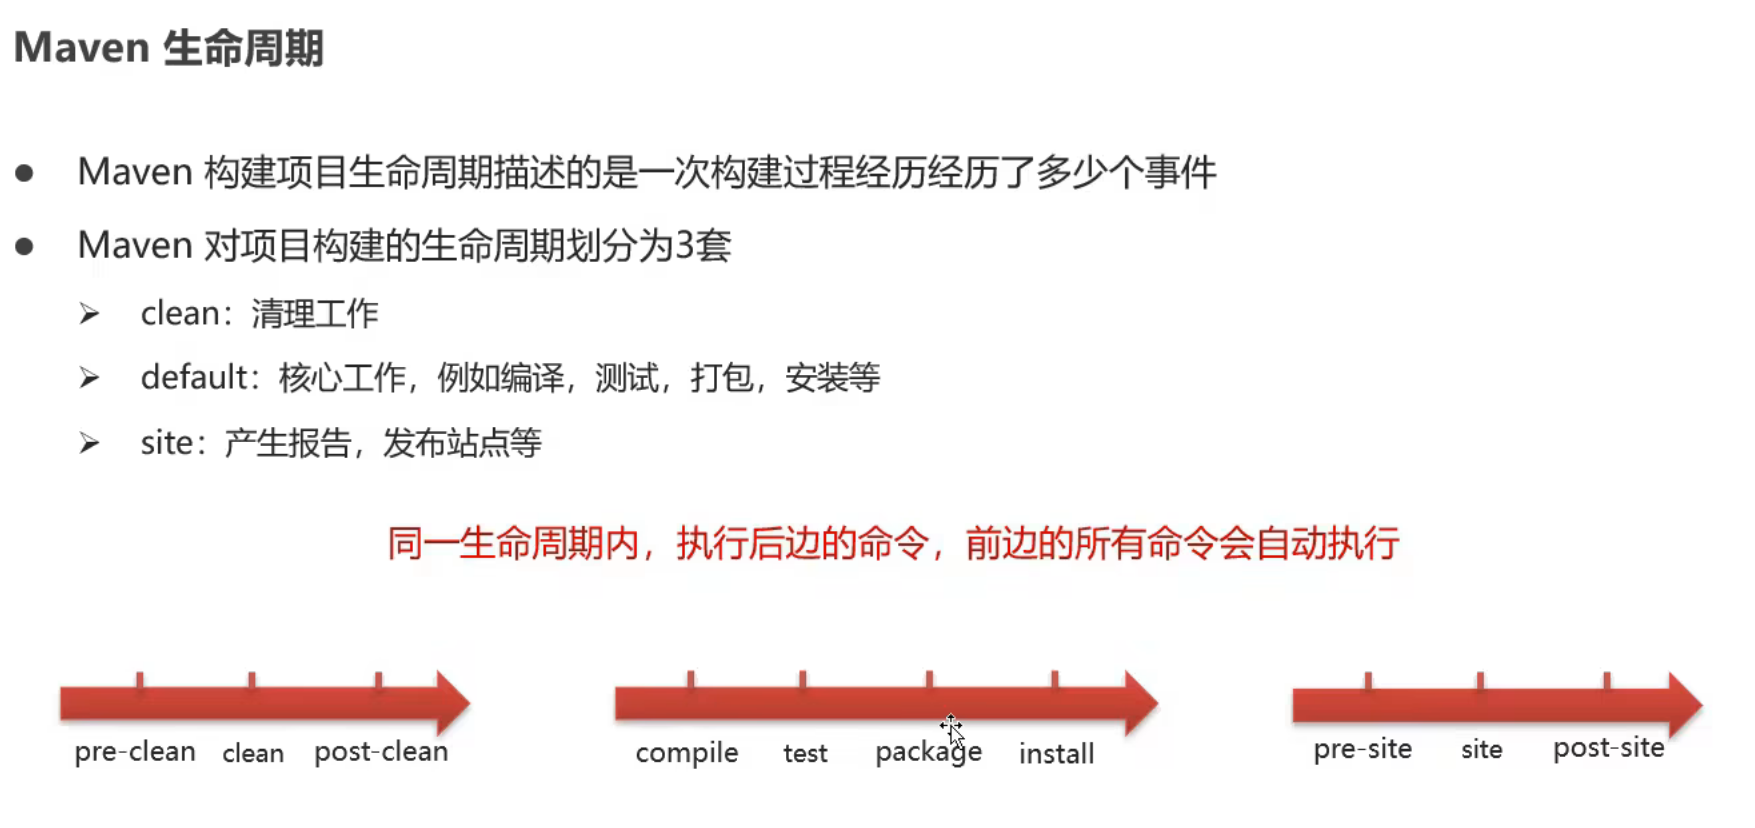 Maven 生命周期
● Maven 构建项目生命周期描述的是一次构建过程经历经历了多少个事件
● Maven 对项目构建的生命周期划分为3套
➢ clean：清理工作
➢ default：核心工作，例如编译，测试，打包，安装等
➢ site：产生报告，发布站点等
同一生命周期内，执行后边的命令，前边的所有命令会自动执行
pre-clean clean post-clean
compile test package install
pre-site site post-site